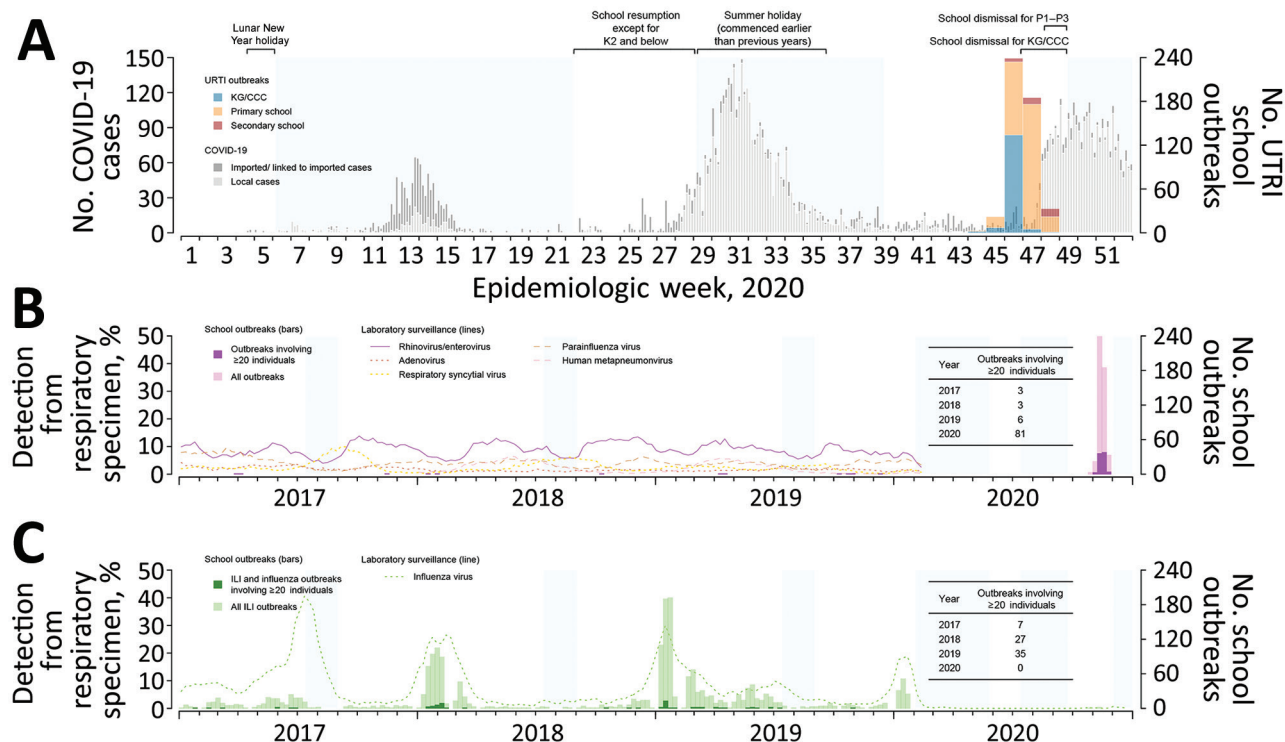 A
Lunar New
Year holiday
School resumption
except for
K2 and below
Summer holiday
(commenced earlier
than previous years)
School dismissal for P1–P3
School dismissal for KG/CCC
No. COVID-19
cases
150
120
90
60
30
0
URTI outbreaks
KG/CCC
Primary school
Secondary school
COVID-19
Imported/ linked to imported cases
Local cases
240
180
120
60
0
No. UTRI
school
outbreaks
1 3 5 7 9 11 13 15 17 19 21 23 25 27 29 31 33 35 37 39 41 43 45 47 49 51
Epidemiologic week, 2020
B
Detection
from
respiratory
specimen, %
50
40
30
20
10
0
School outbreaks (bars)
Outbreaks involving
≥20 individuals
All outbreaks
Laboratory surveillance (lines)
Rhinovirus/enterovirus
Adenovirus
Respiratory syncytial virus
Parainfluenza virus
Human metapneumonvirus
Year Outbreaks involving
≥20 individuals
2017 3
2018 3
2019 6
2020 81
240
180
120
60
0
No. school
outbreaks
2017 2018 2019 2020
C
Detection
from
respiratory
specimen, %
50
40
30
20
10
0
School outbreaks (bars)
ILI and influenza outbreaks
involving ≥20 individuals
All ILI outbreaks
Laboratory surveillance (line)
Influenza virus
Year Outbreaks involving
≥20 individuals
2017 7
2018 27
2019 35
2020 0
240
180
120
60
0
No. school
outbreaks
2017 2018 2019 2020